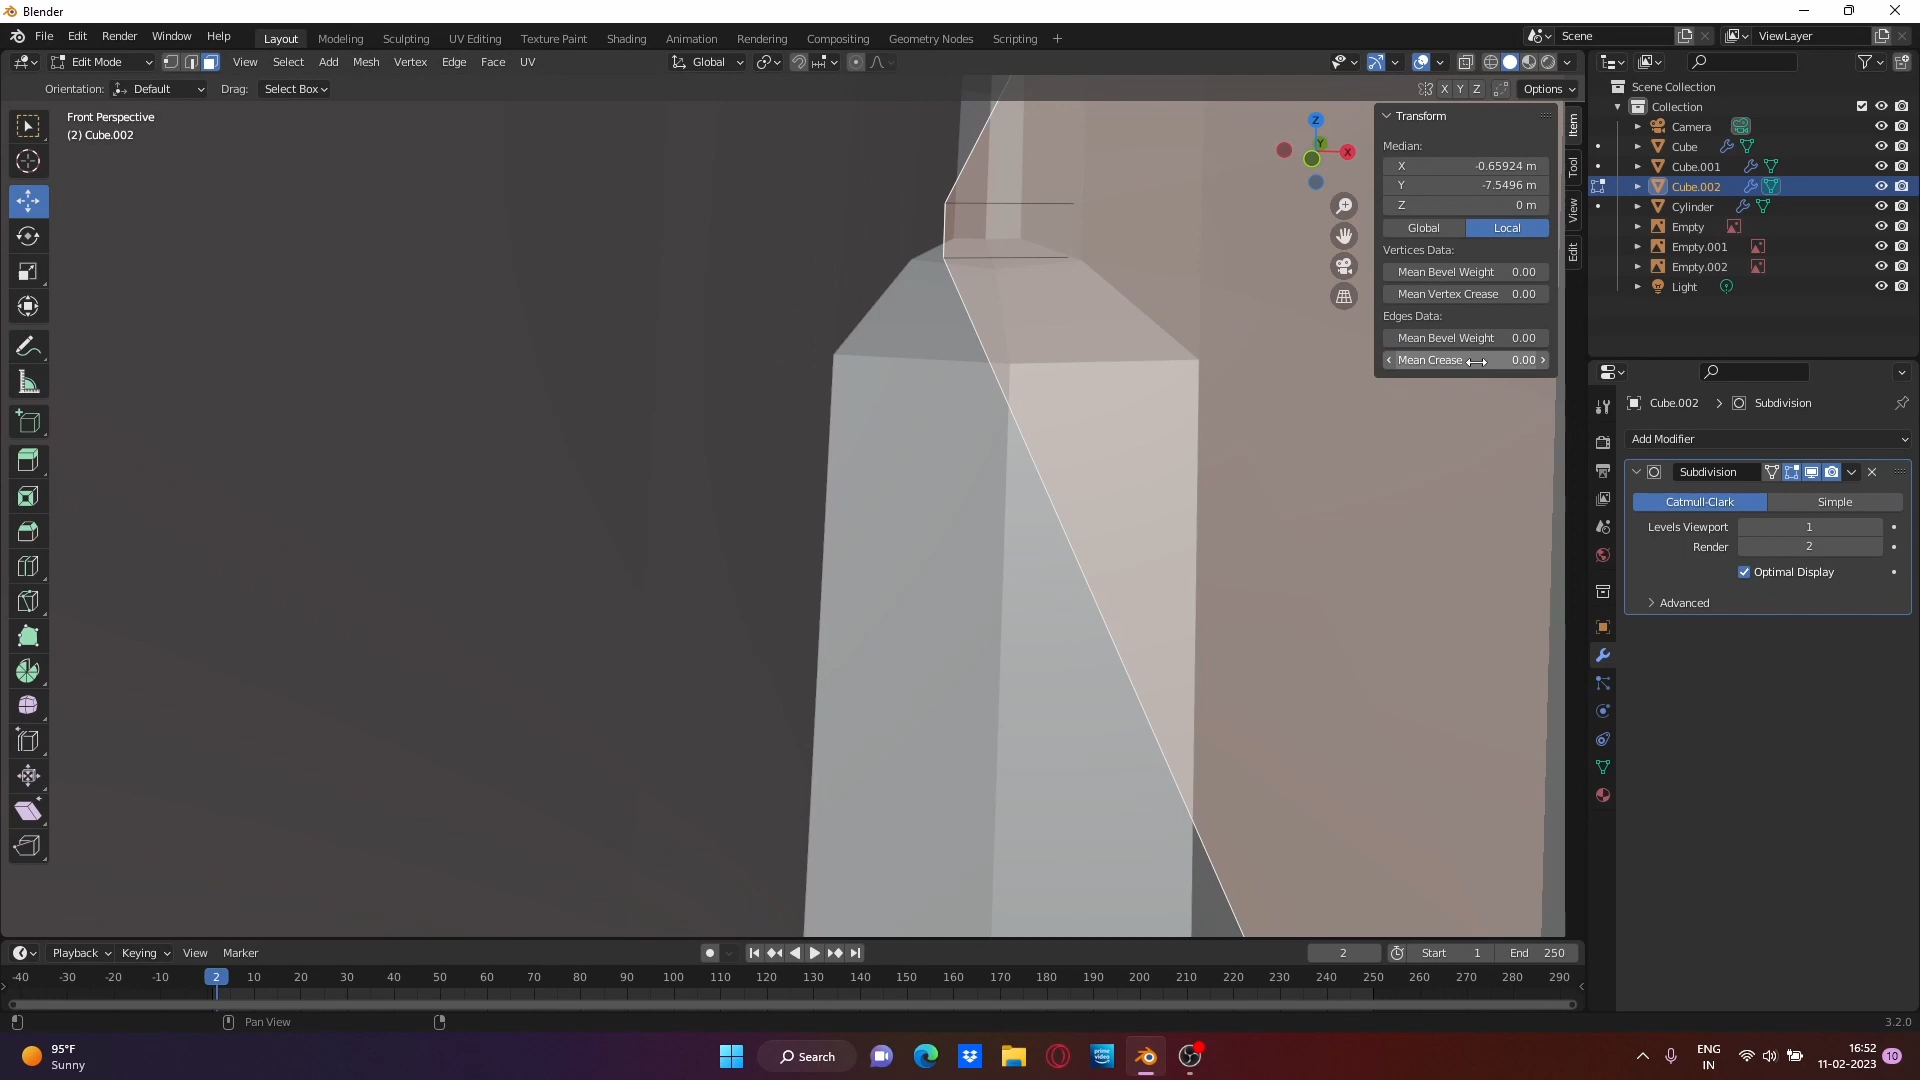 Blender
File Edit Render Window Help Layout Modeling Sculpting UV Editing Texture Paint Shading Animation Rendering Compositing Geometry Nodes Scripting + Scene ViewLayer
Edit Mode View Select Add Mesh Vertex Edge Face UV Global
Orientation: Default Drag: Select Box X Y Z Options
Front Perspective
(2) Cube.002
Z
Y
X
Transform
Median:
X -0.65924 m
Y -7.5496 m
Z 0 m
Global Local
Vertices Data:
Mean Bevel Weight 0.00
Mean Vertex Crease 0.00
Edges Data:
Mean Bevel Weight 0.00
Mean Crease 0.00
Item
Tool
View
Edit
Scene Collection
Collection
Camera
Cube
Cube.001
Cube.002
Cylinder
Empty
Empty.001
Empty.002
Light
Cube.002 Subdivision
Add Modifier
Subdivision
Catmull-Clark Simple
Levels Viewport 1
Render 2
Optimal Display
Advanced
Playback Keying View Marker 2 Start 1 End 250
-40 -30 -20 -10 2 10 20 30 40 50 60 70 80 90 100 110 120 130 140 150 160 170 180 190 200 210 220 230 240 250 260 270 280 290
Pan View 3.2.0
95°F
Sunny
Search
prime video
ENG
IN
16:52
11-02-2023
10